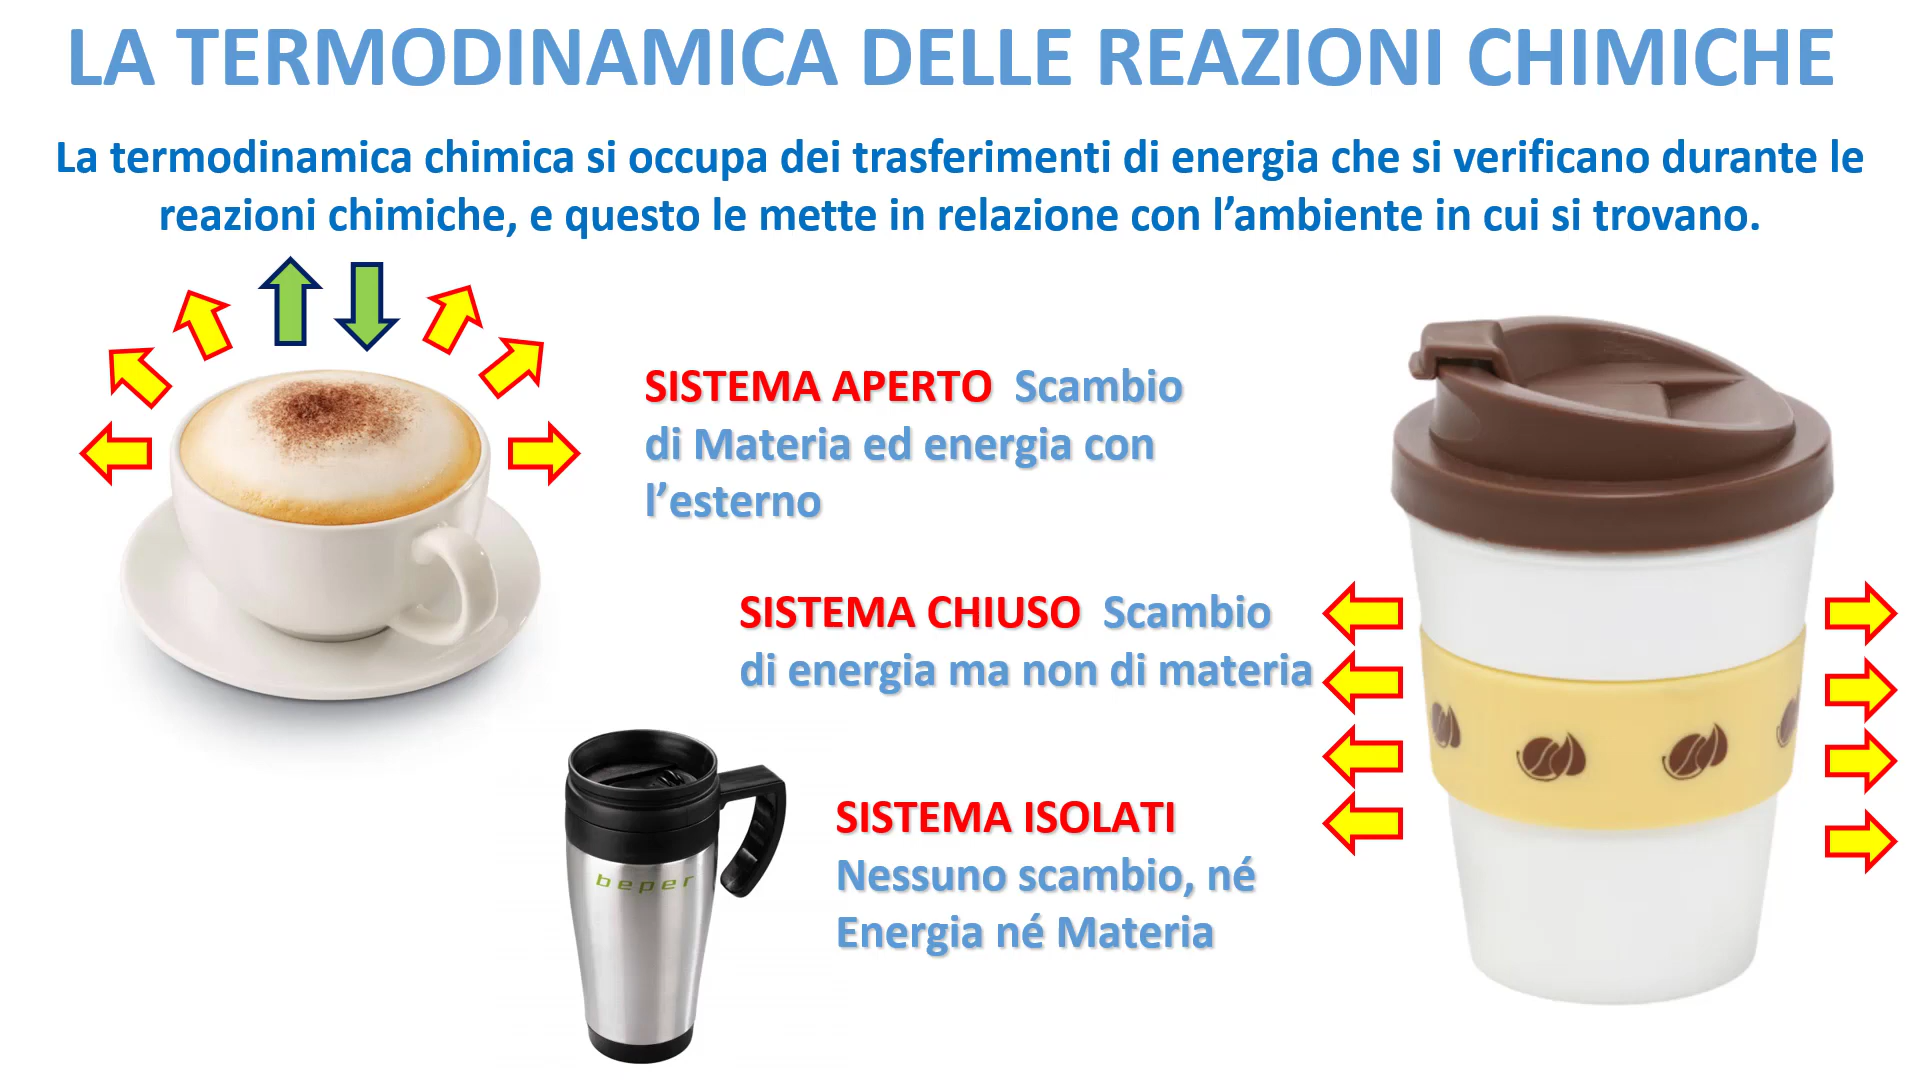 LA TERMODINAMICA DELLE REAZIONI CHIMICHE
La termodinamica chimica si occupa dei trasferimenti di energia che si verificano durante le
reazioni chimiche, e questo le mette in relazione con l’ambiente in cui si trovano.
SISTEMA APERTO Scambio
di Materia ed energia con
l’esterno
SISTEMA CHIUSO Scambio
di energia ma non di materia
SISTEMA ISOLATI
Nessuno scambio, né
Energia né Materia
beper